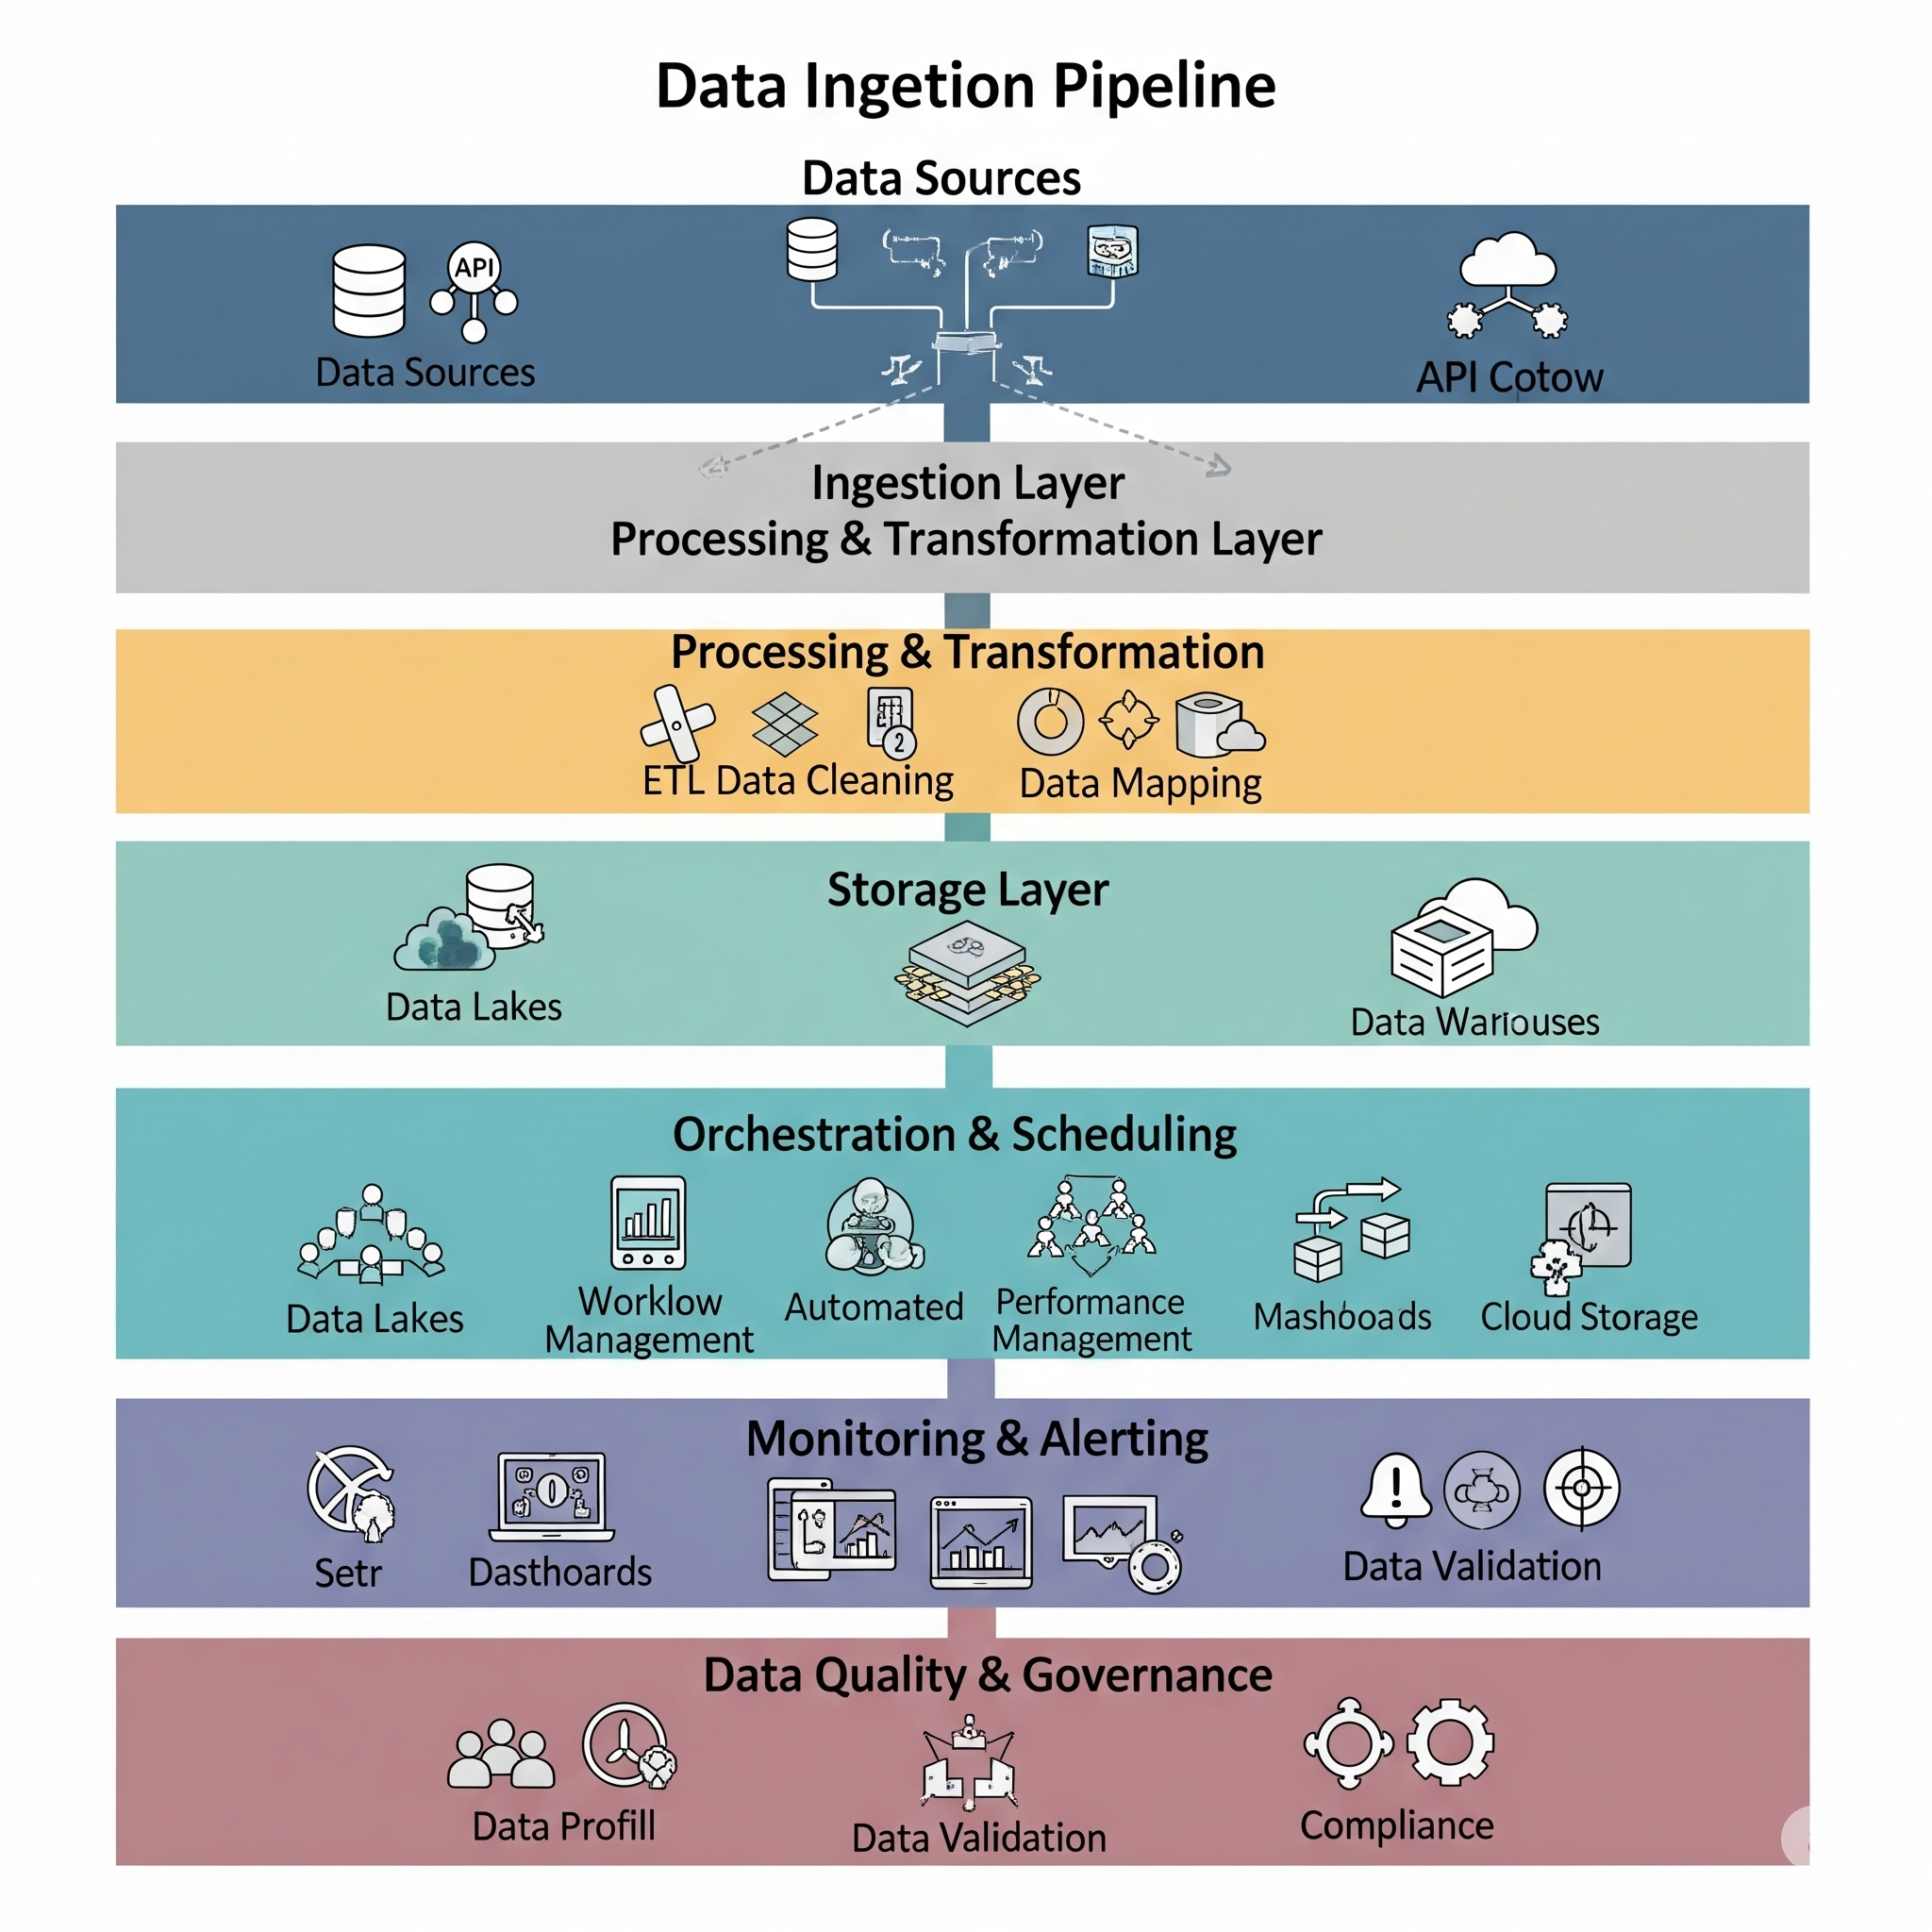 Data Ingetion Pipeline
Data Sources
API
Data Sources
API Cotow
Ingestion Layer
Processing & Transformation Layer
Processing & Transformation
2
ETL Data Cleaning
Data Mapping
Storage Layer
Data Lakes
Data Wariouses
Orchestration & Scheduling
Data Lakes
Worklow
Management
Automated
Performance
Management
Mashboads
Cloud Storage
Monitoring & Alerting
Setr
Dasthoards
Data Validation
Data Quality & Governance
Data Profill
Data Validation
Compliance